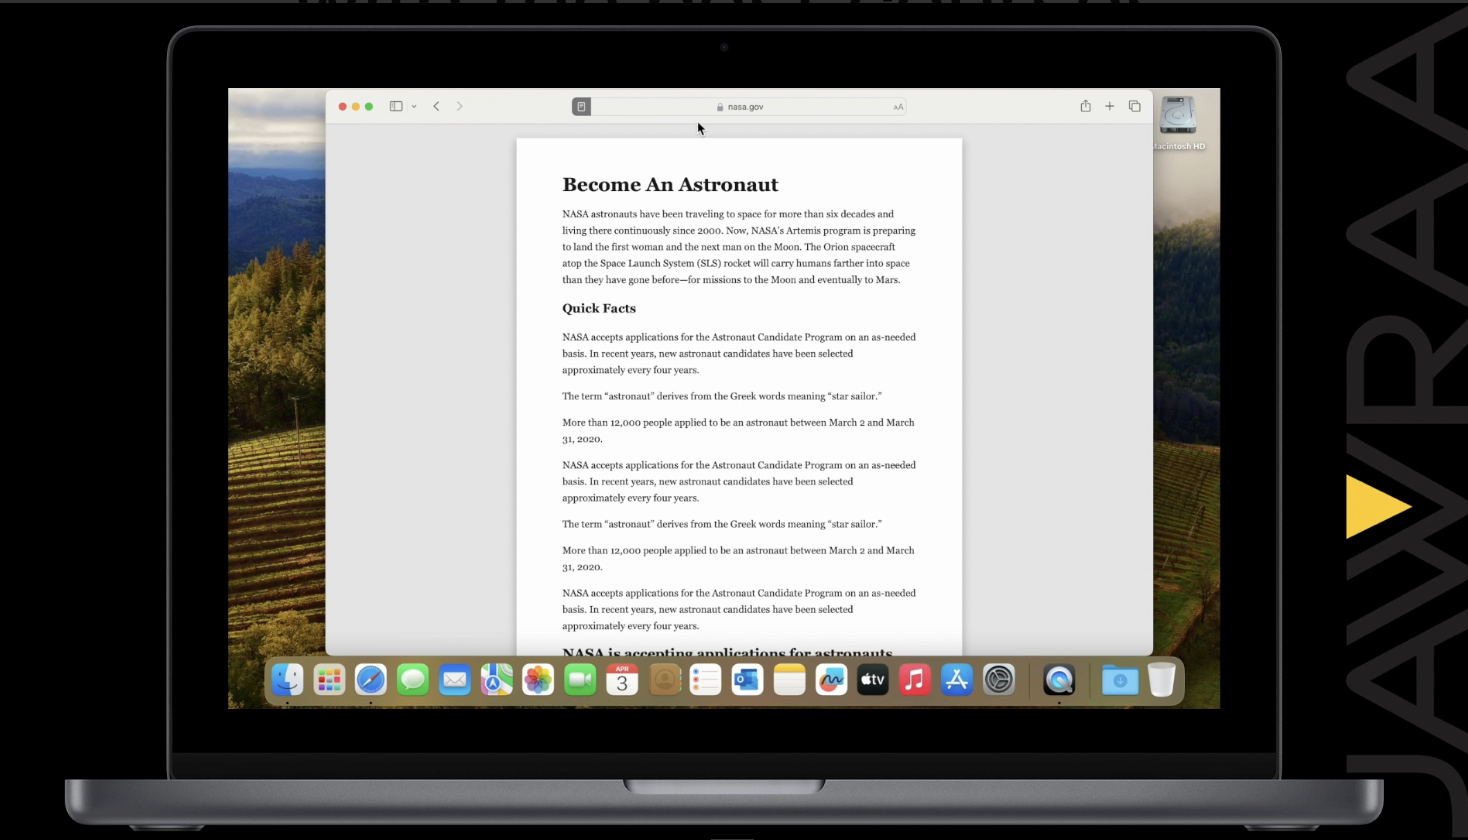 nasa.gov
AA
Macintosh HD
Become An Astronaut
NASA astronauts have been traveling to space for more than six decades and
living there continuously since 2000. Now, NASA's Artemis program is preparing
to land the first woman and the next man on the Moon. The Orion spacecraft
atop the Space Launch System (SLS) rocket will carry humans farther into space
than they have gone before—for missions to the Moon and eventually to Mars.
Quick Facts
NASA accepts applications for the Astronaut Candidate Program on an as-needed
basis. In recent years, new astronaut candidates have been selected
approximately every four years.
The term “astronaut” derives from the Greek words meaning “star sailor.”
More than 12,000 people applied to be an astronaut between March 2 and March
31, 2020.
NASA accepts applications for the Astronaut Candidate Program on an as-needed
basis. In recent years, new astronaut candidates have been selected
approximately every four years.
The term “astronaut” derives from the Greek words meaning “star sailor.”
More than 12,000 people applied to be an astronaut between March 2 and March
31, 2020.
NASA accepts applications for the Astronaut Candidate Program on an as-needed
basis. In recent years, new astronaut candidates have been selected
approximately every four years.
NASA is accepting applications for astronauts
APR
3
tv
JAWRAA